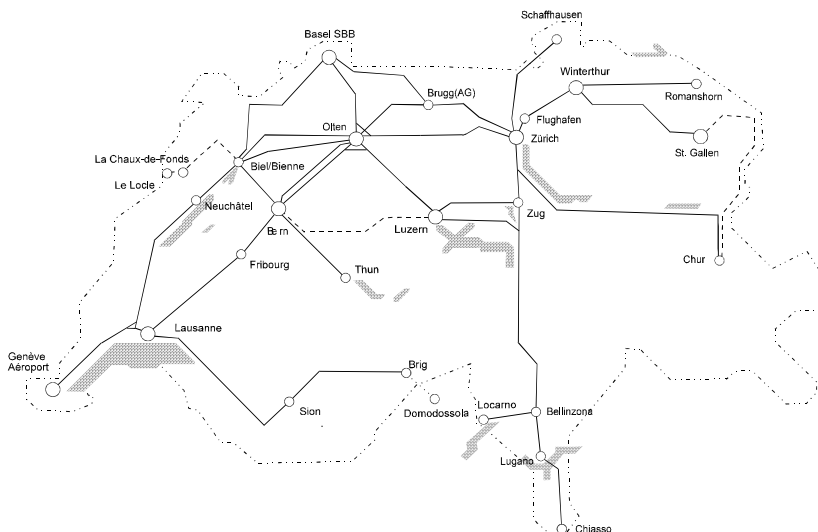 Schaffhausen
Basel SBB
Winterthur
Brugg(AG)
Romanshorn
Flughafen
Olten
Zürich
St. Gallen
La Chaux-de-Fonds
Biel/Bienne
Le Locle
Neuchâtel
Zug
Bern
Luzern
Chur
Fribourg
Thun
Lausanne
Genève
Aéroport
Brig
Sion
Domodossola
Locarno
Bellinzona
Lugano
Chiasso